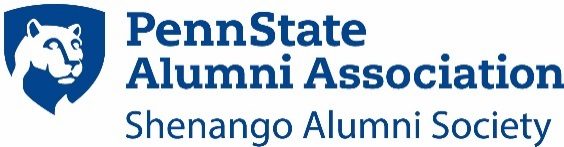 PennState
Alumni Association
Shenango Alumni Society